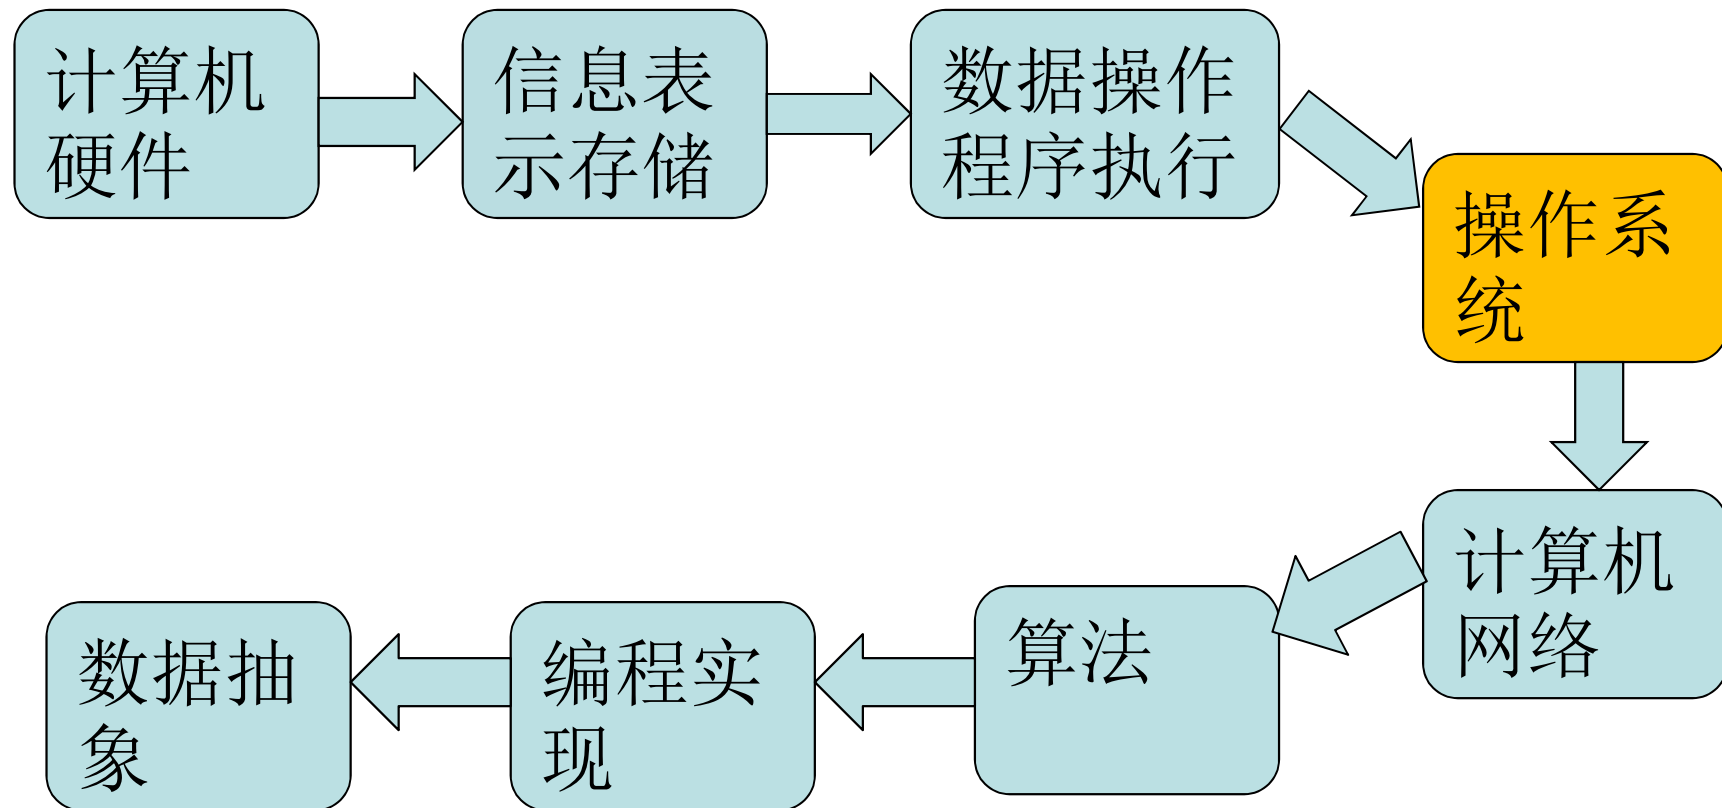 计算机
硬件
信息表
示存储
数据操作
程序执行
操作系
统
计算机
网络
算法
编程实
现
数据抽
象